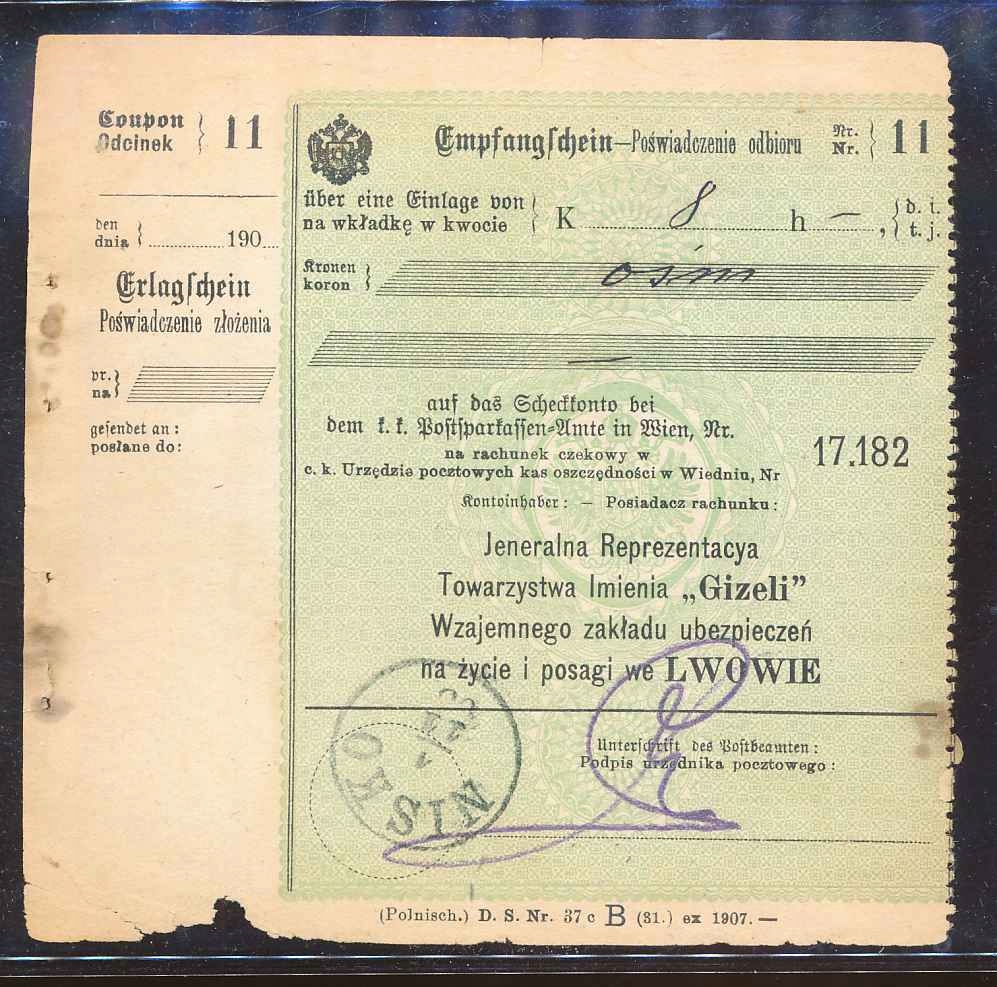 Coupon
Odcinek
11
den
dnia
190
Erlagschein
Poświadczenie złożenia
pr.
na
gesendet an:
posłane do:
Empfangschein—Poświadczenie odbioru
Nr.
Nr.
11
über eine Einlage von
na wkładkę w kwocie
K 8 h —,
d. i.
t. j.
Kronen
koron
osim
—
auf das Scheckkonto bei
dem k. k. Postsparkassen-Amte in Wien, Nr.
na rachunek czekowy w
c. k. Urzędzie pocztowych kas oszczędności w Wiedniu, Nr
17.182
Kontoinhaber: — Posiadacz rachunku:
Jeneralna Reprezentacya
Towarzystwa Imienia „Gizeli”
Wzajemnego zakładu ubezpieczeń
na życie i posagi we LWOWIE
Unterschrift des Postbeamten:
Podpis urzędnika pocztowego:
NISKO
(Polnisch.) D. S. Nr. 37 c B (31.) ex 1907.—